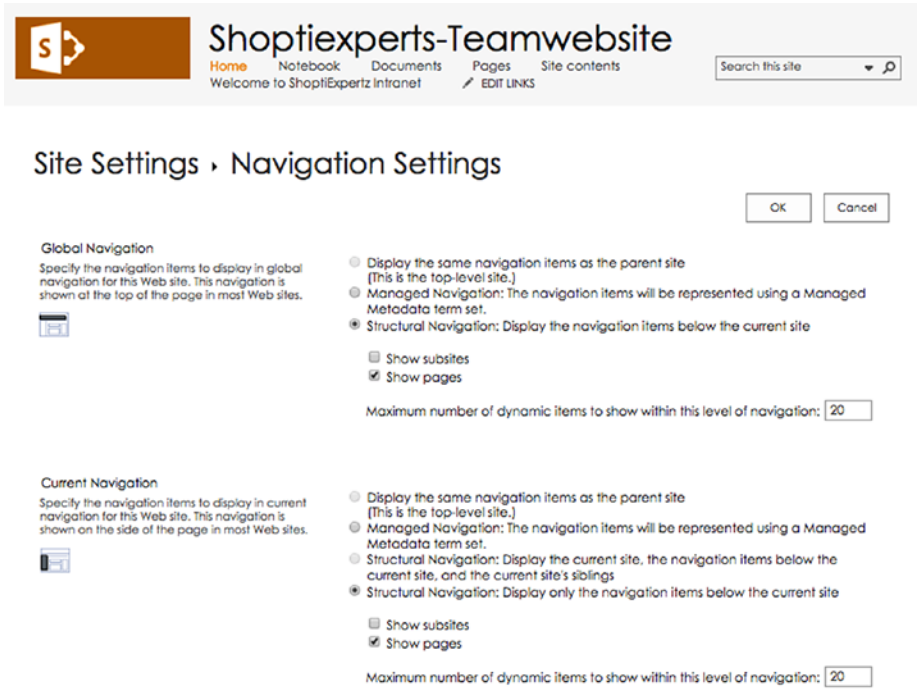 S
Shoptiexperts-Teamwebsite
Home Notebook Documents Pages Site contents
Welcome to ShoptiExpertz Intranet EDIT LINKS
Search this site
Site Settings › Navigation Settings
OK Cancel
Global Navigation
Specify the navigation items to display in global
navigation for this Web site. This navigation is
shown at the top of the page in most Web sites.
Display the same navigation items as the parent site
(This is the top-level site.)
Managed Navigation: The navigation items will be represented using a Managed
Metadata term set.
Structural Navigation: Display the navigation items below the current site
Show subsites
Show pages
Maximum number of dynamic items to show within this level of navigation: 20
Current Navigation
Specify the navigation items to display in current
navigation for this Web site. This navigation is
shown on the side of the page in most Web sites.
Display the same navigation items as the parent site
(This is the top-level site.)
Managed Navigation: The navigation items will be represented using a Managed
Metadata term set.
Structural Navigation: Display the current site, the navigation items below the
current site, and the current site's siblings
Structural Navigation: Display only the navigation items below the current site
Show subsites
Show pages
Maximum number of dynamic items to show within this level of navigation: 20